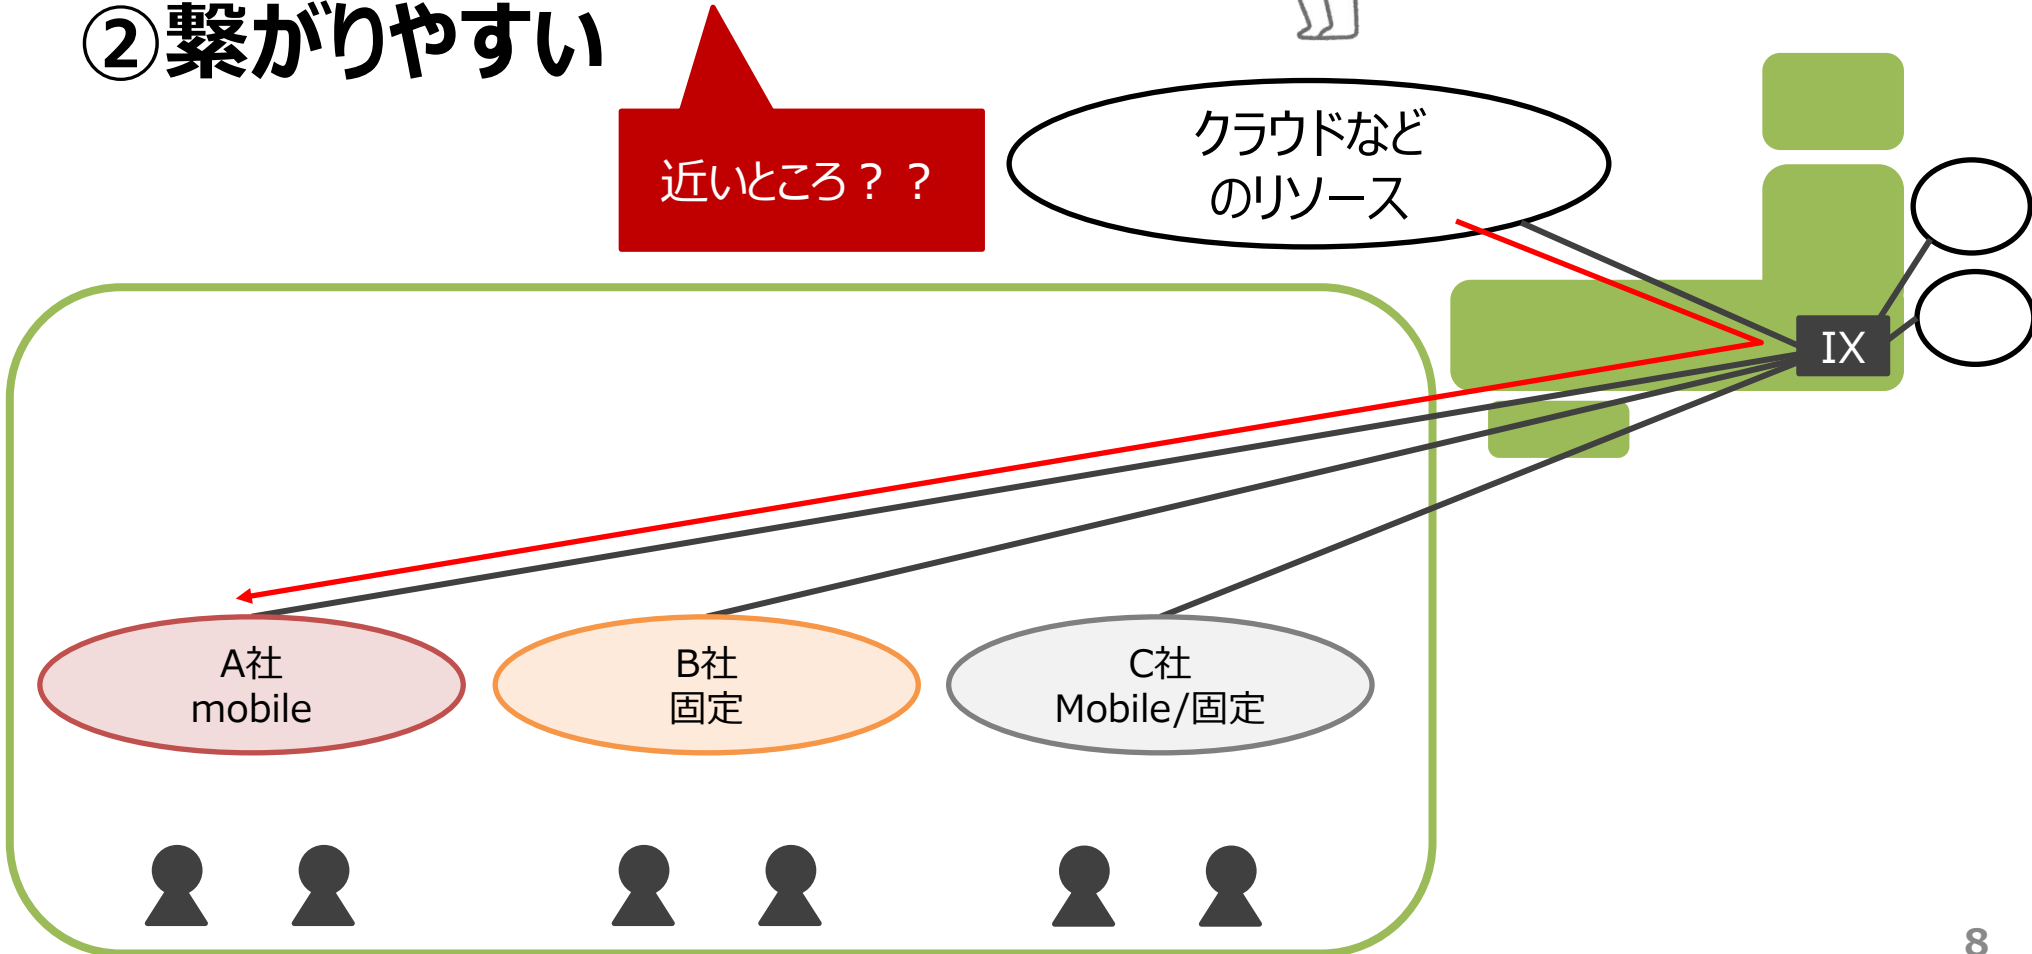 ②繋がりやすい
近いところ？？
クラウドなど
のリソース
IX
A社
mobile
B社
固定
C社
Mobile/固定
8